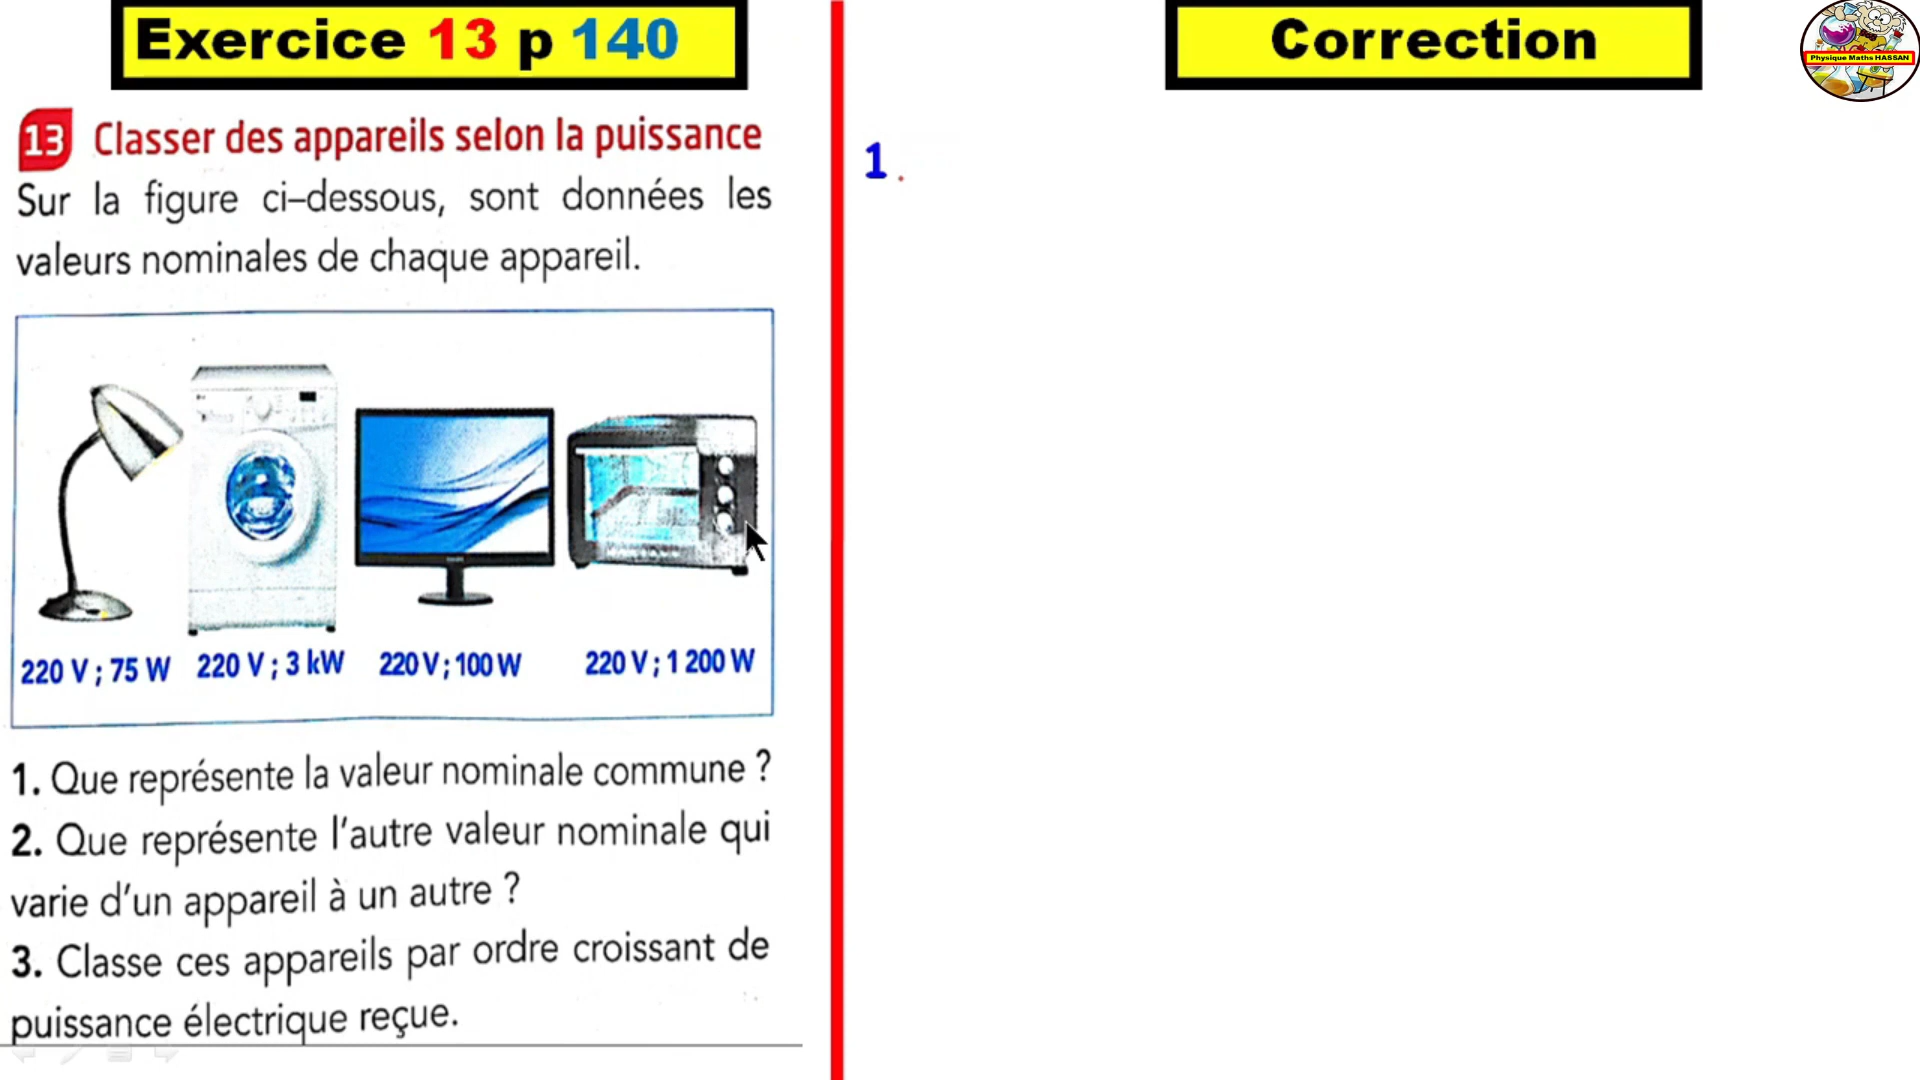 Exercice 13 p 140
13 Classer des appareils selon la puissance
Sur la figure ci–dessous, sont données les
valeurs nominales de chaque appareil.
220 V ; 75 W
220 V ; 3 kW
220 V ; 100 W
220 V ; 1 200 W
1. Que représente la valeur nominale commune ?
2. Que représente l'autre valeur nominale qui
varie d'un appareil à un autre ?
3. Classe ces appareils par ordre croissant de
puissance électrique reçue.
Correction
Physique Maths HASSAN
1.